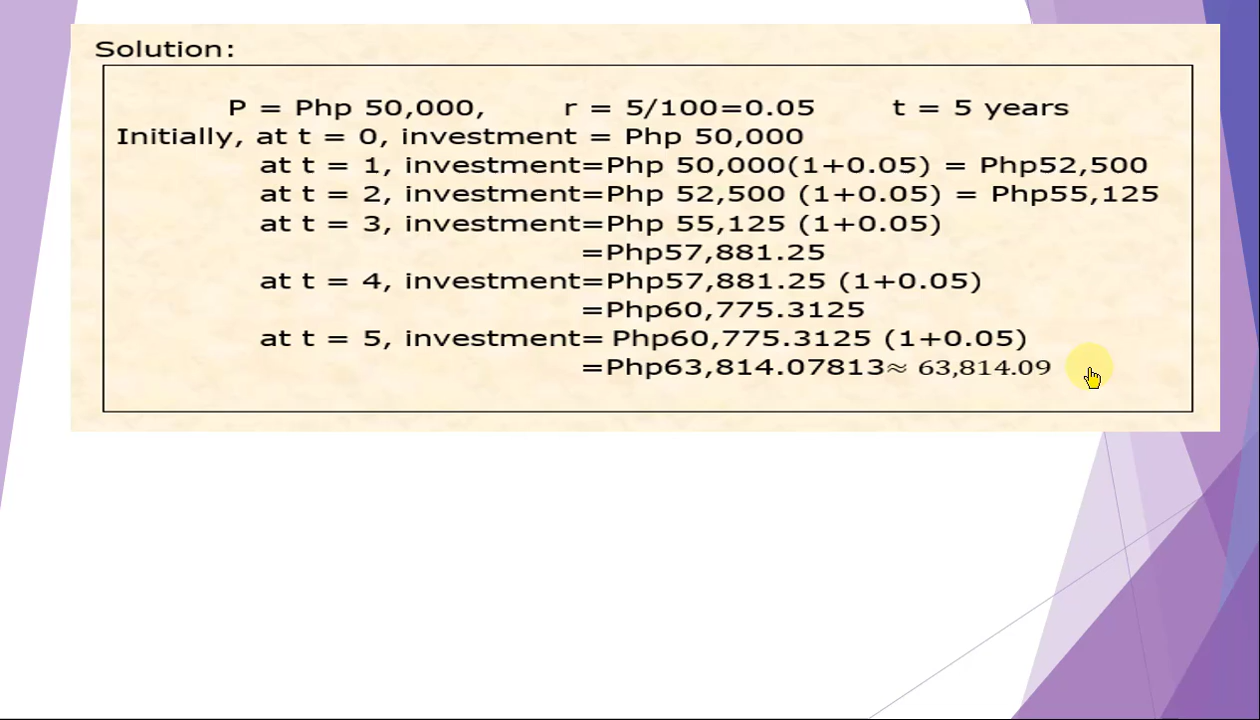 Solution:
P = Php 50,000, r = 5/100=0.05 t = 5 years
Initially, at t = 0, investment = Php 50,000
at t = 1, investment=Php 50,000(1+0.05) = Php52,500
at t = 2, investment=Php 52,500 (1+0.05) = Php55,125
at t = 3, investment=Php 55,125 (1+0.05)
=Php57,881.25
at t = 4, investment=Php57,881.25 (1+0.05)
=Php60,775.3125
at t = 5, investment= Php60,775.3125 (1+0.05)
=Php63,814.07813≈ 63,814.09